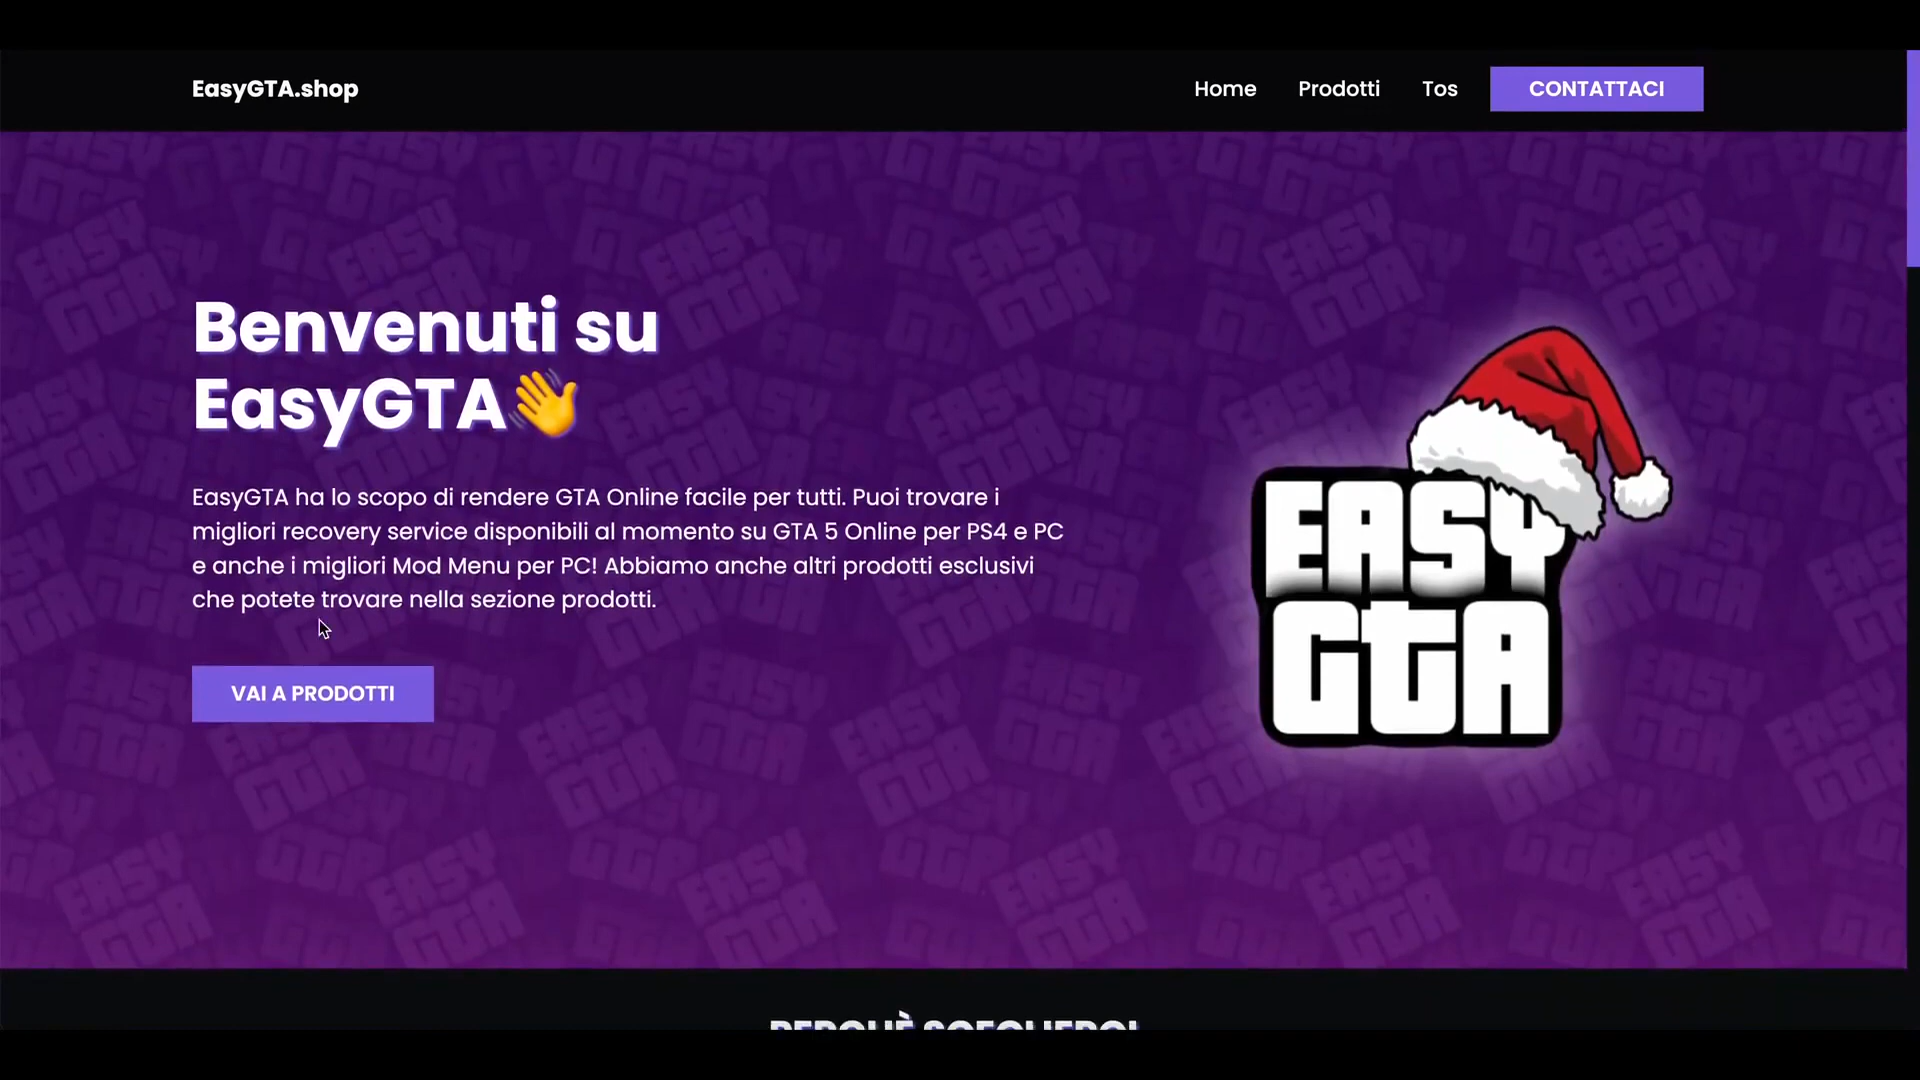 EasyGTA.shop
Home
Prodotti
Tos
CONTATTACI
Benvenuti su
EasyGTA👋
EasyGTA ha lo scopo di rendere GTA Online facile per tutti. Puoi trovare i
migliori recovery service disponibili al momento su GTA 5 Online per PS4 e PC
e anche i migliori Mod Menu per PC! Abbiamo anche altri prodotti esclusivi
che potete trovare nella sezione prodotti.
VAI A PRODOTTI
EASY
GTA
PERCHÈ SCEGLIERCI